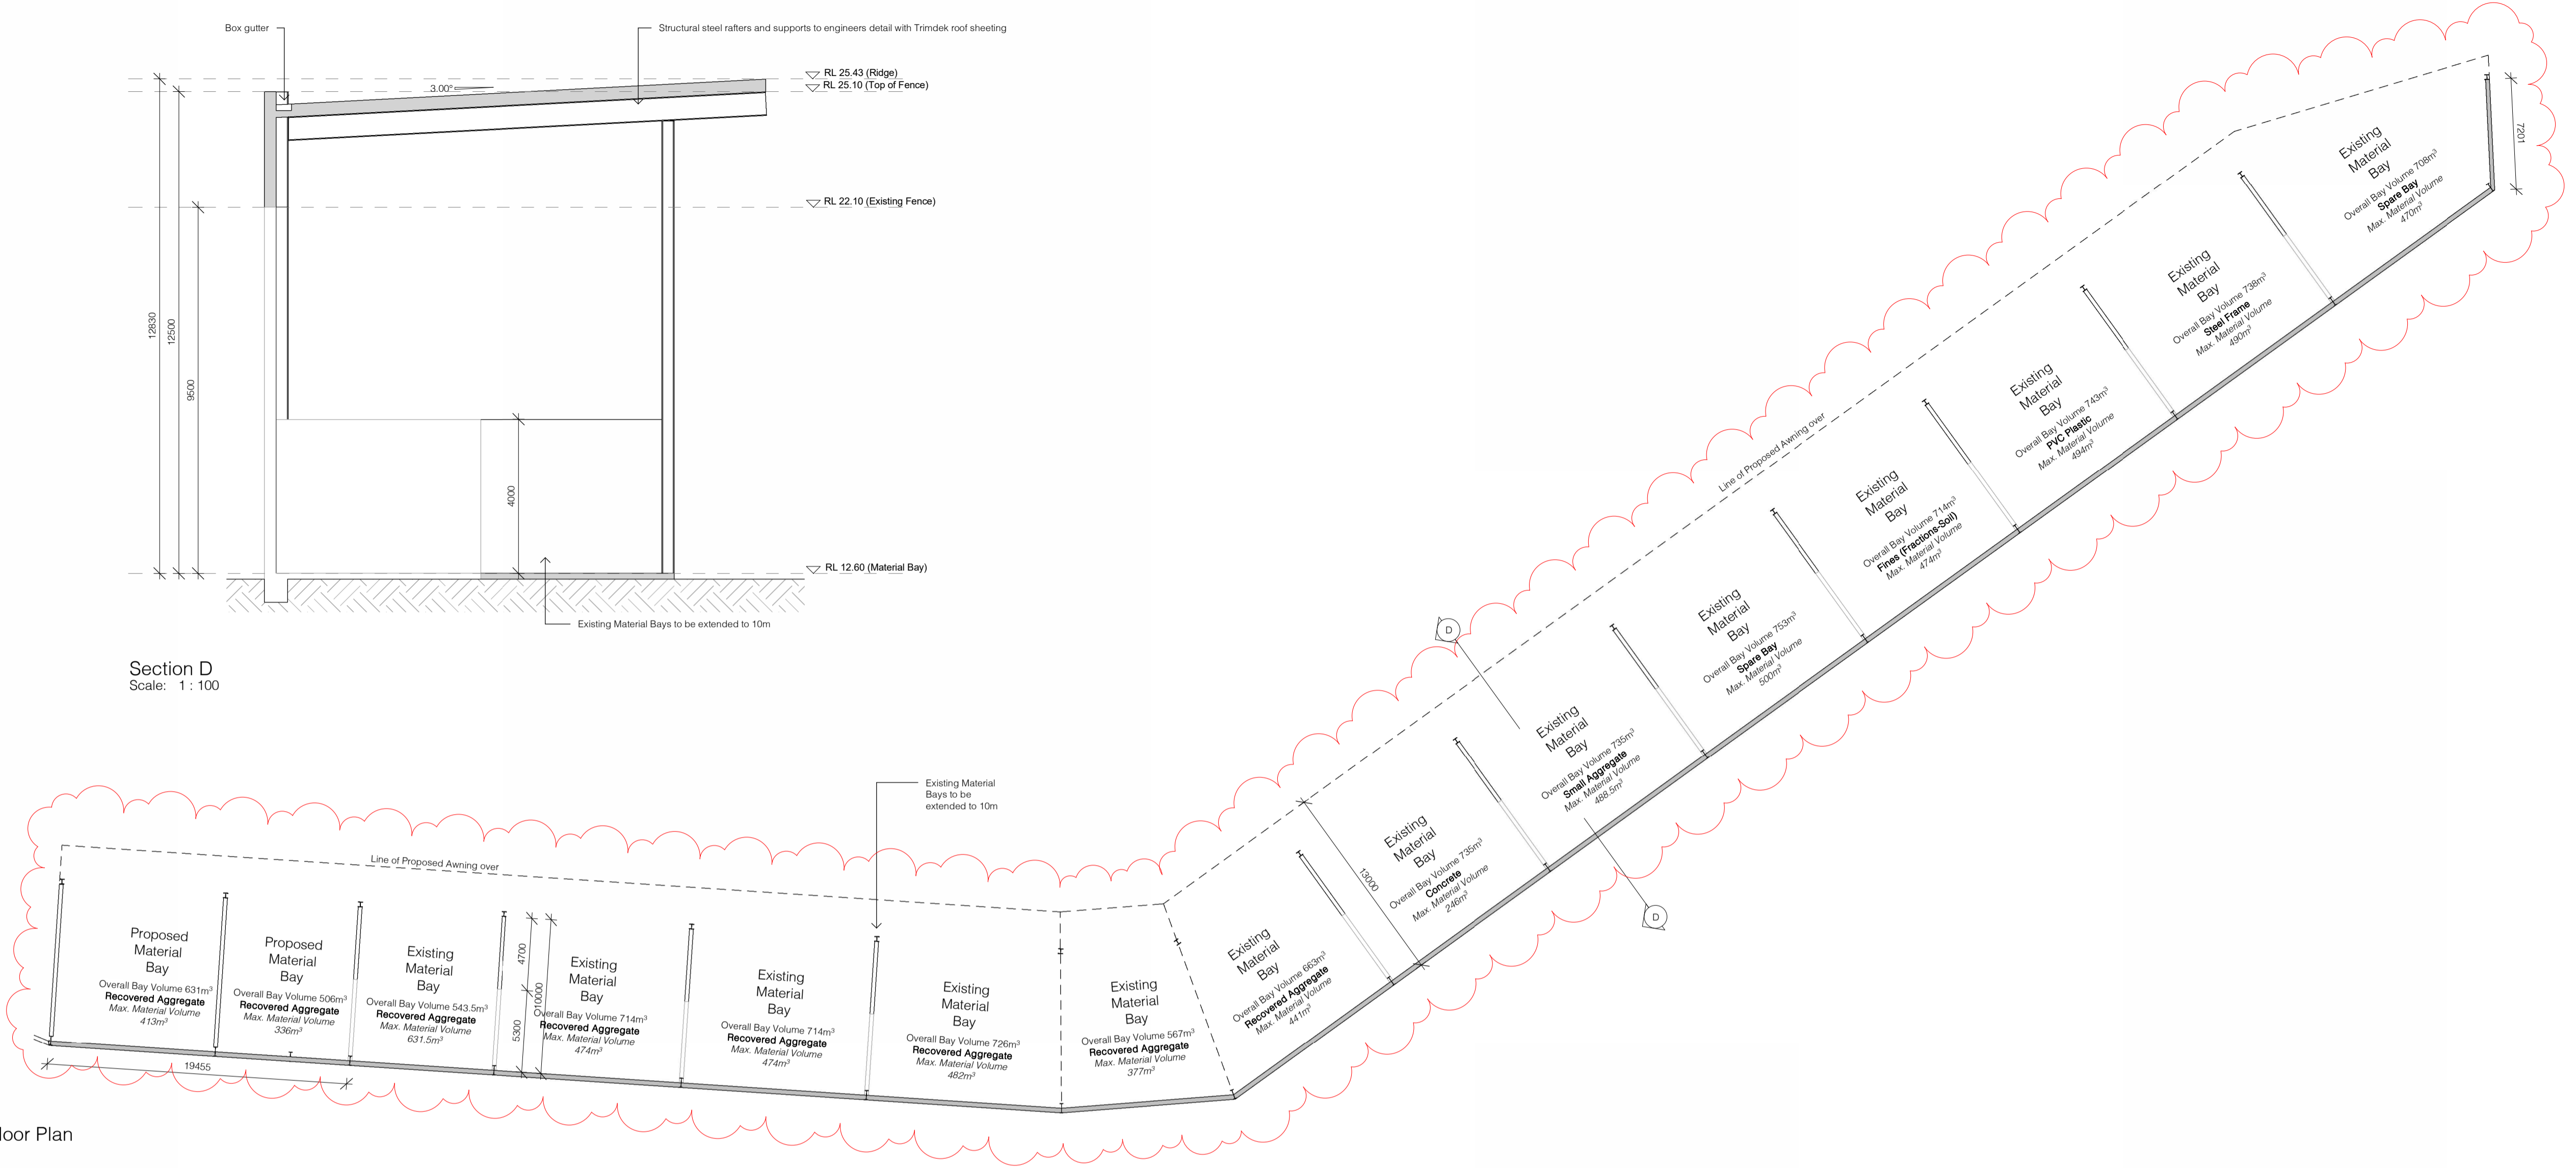 Box gutter
Structural steel rafters and supports to engineers detail with Trimdek roof sheeting
3.00°
RL 25.43 (Ridge)
RL 25.10 (Top of Fence)
RL 22.10 (Existing Fence)
12830
12500
9500
4000
RL 12.60 (Material Bay)
Existing Material Bays to be extended to 10m
Section D
Scale: 1 : 100
Existing Material
Bays to be
extended to 10m
Line of Proposed Awning over
Proposed
Material
Bay
Overall Bay Volume 631m³
Recovered Aggregate
Max. Material Volume
413m³
Proposed
Material
Bay
Overall Bay Volume 506m³
Recovered Aggregate
Max. Material Volume
336m³
Existing
Material
Bay
Overall Bay Volume 543.5m³
Recovered Aggregate
Max. Material Volume
631.5m³
4700
5300
10000
Existing
Material
Bay
Overall Bay Volume 714m³
Recovered Aggregate
Max. Material Volume
474m³
Existing
Material
Bay
Overall Bay Volume 714m³
Recovered Aggregate
Max. Material Volume
474m³
Existing
Material
Bay
Overall Bay Volume 726m³
Recovered Aggregate
Max. Material Volume
482m³
Existing
Material
Bay
Overall Bay Volume 567m³
Recovered Aggregate
Max. Material Volume
377m³
19455
Existing
Material
Bay
Overall Bay Volume 663m³
Recovered Aggregate
Max. Material Volume
441m³
13000
Existing
Material
Bay
Overall Bay Volume 735m³
Concrete
Max. Material Volume
246m³
Existing
Material
Bay
Overall Bay Volume 735m³
Small Aggregate
Max. Material Volume
488.5m³
D
D
Existing
Material
Bay
Overall Bay Volume 753m³
Spare Bay
Max. Material Volume
500m³
Line of Proposed Awning over
Existing
Material
Bay
Overall Bay Volume 714m³
Fines (Fractions-Soil)
Max. Material Volume
474m³
Existing
Material
Bay
Overall Bay Volume 743m³
PVC Plastic
Max. Material Volume
494m³
Existing
Material
Bay
Overall Bay Volume 738m³
Steel Frame
Max. Material Volume
490m³
Existing
Material
Bay
Overall Bay Volume 708m³
Spare Bay
Max. Material Volume
470m³
7201
loor Plan